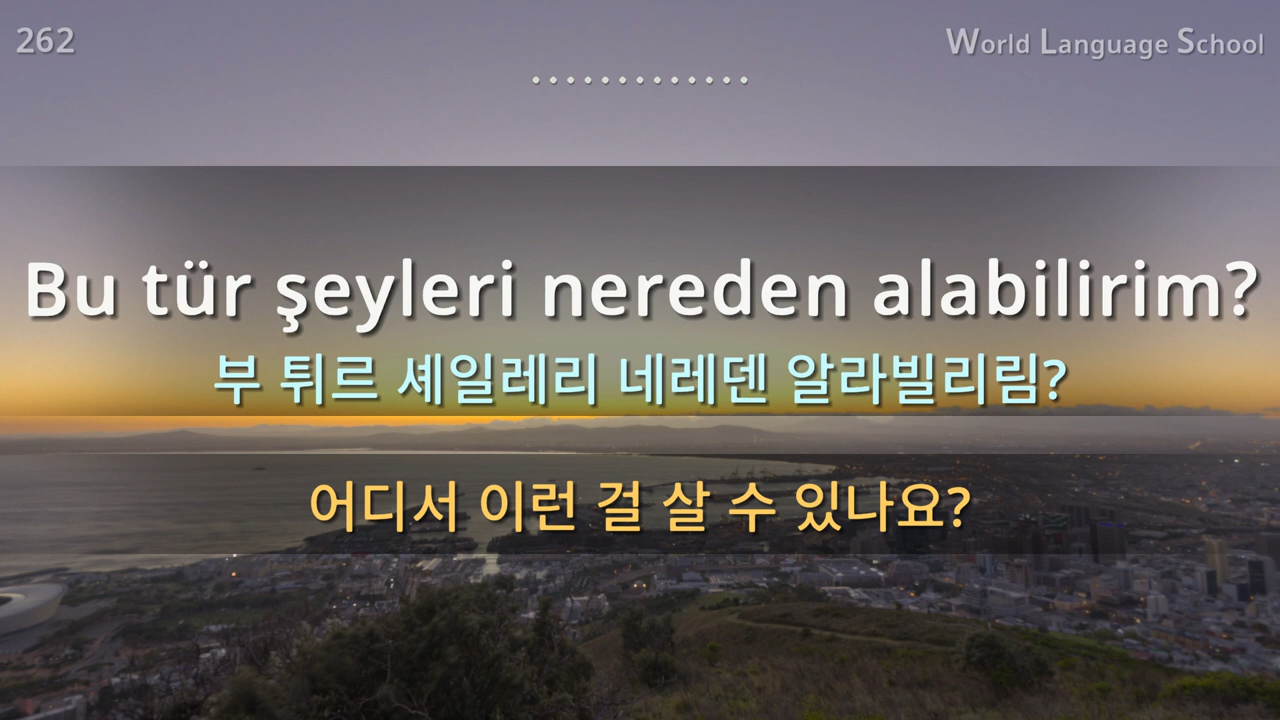 262
World Language School
Bu tür şeyleri nereden alabilirim?
부 튀르 셰일레리 네레덴 알라빌리림?
어디서 이런 걸 살 수 있나요?